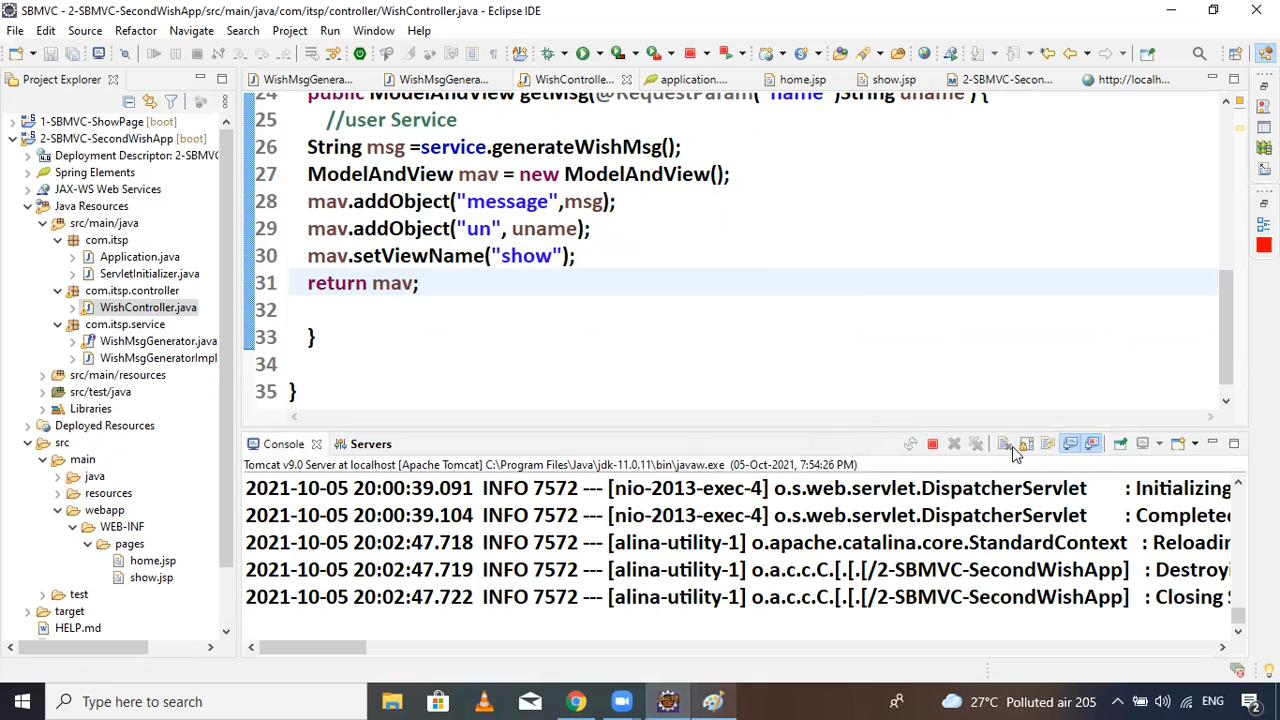 SBMVC - 2-SBMVC-SecondWishApp/src/main/java/com/itsp/controller/WishController.java - Eclipse IDE
File Edit Source Refactor Navigate Search Project Run Window Help
Project Explorer
WishMsgGenera...
WishMsgGenera...
WishControlle...
application....
home.jsp
show.jsp
2-SBMVC-Secon...
http://localh...
1-SBMVC-ShowPage [boot]
2-SBMVC-SecondWishApp [boot]
Deployment Descriptor: 2-SBMVC
Spring Elements
JAX-WS Web Services
Java Resources
src/main/java
com.itsp
Application.java
ServletInitializer.java
com.itsp.controller
WishController.java
com.itsp.service
WishMsgGenerator.java
WishMsgGeneratorImpl
src/main/resources
src/test/java
Libraries
Deployed Resources
src
main
java
resources
webapp
WEB-INF
pages
home.jsp
show.jsp
test
target
HELP.md
24 public ModelAndView getMsg(@RequestParam("name")String uname) {
25 //user Service
26 String msg =service.generateWishMsg();
27 ModelAndView mav = new ModelAndView();
28 mav.addObject("message",msg);
29 mav.addObject("un", uname);
30 mav.setViewName("show");
31 return mav;
32
33 }
34
35 }
Console Servers
Tomcat v9.0 Server at localhost [Apache Tomcat] C:\Program Files\Java\jdk-11.0.11\bin\javaw.exe (05-Oct-2021, 7:54:26 PM)
2021-10-05 20:00:39.091 INFO 7572 --- [nio-2013-exec-4] o.s.web.servlet.DispatcherServlet : Initializing
2021-10-05 20:00:39.104 INFO 7572 --- [nio-2013-exec-4] o.s.web.servlet.DispatcherServlet : Completed
2021-10-05 20:02:47.718 INFO 7572 --- [alina-utility-1] o.apache.catalina.core.StandardContext : Reloadin
2021-10-05 20:02:47.719 INFO 7572 --- [alina-utility-1] o.a.c.c.C.[.[.[/2-SBMVC-SecondWishApp] : Destroyi
2021-10-05 20:02:47.722 INFO 7572 --- [alina-utility-1] o.a.c.c.C.[.[.[/2-SBMVC-SecondWishApp] : Closing S
Type here to search
27°C Polluted air 205
ENG
2